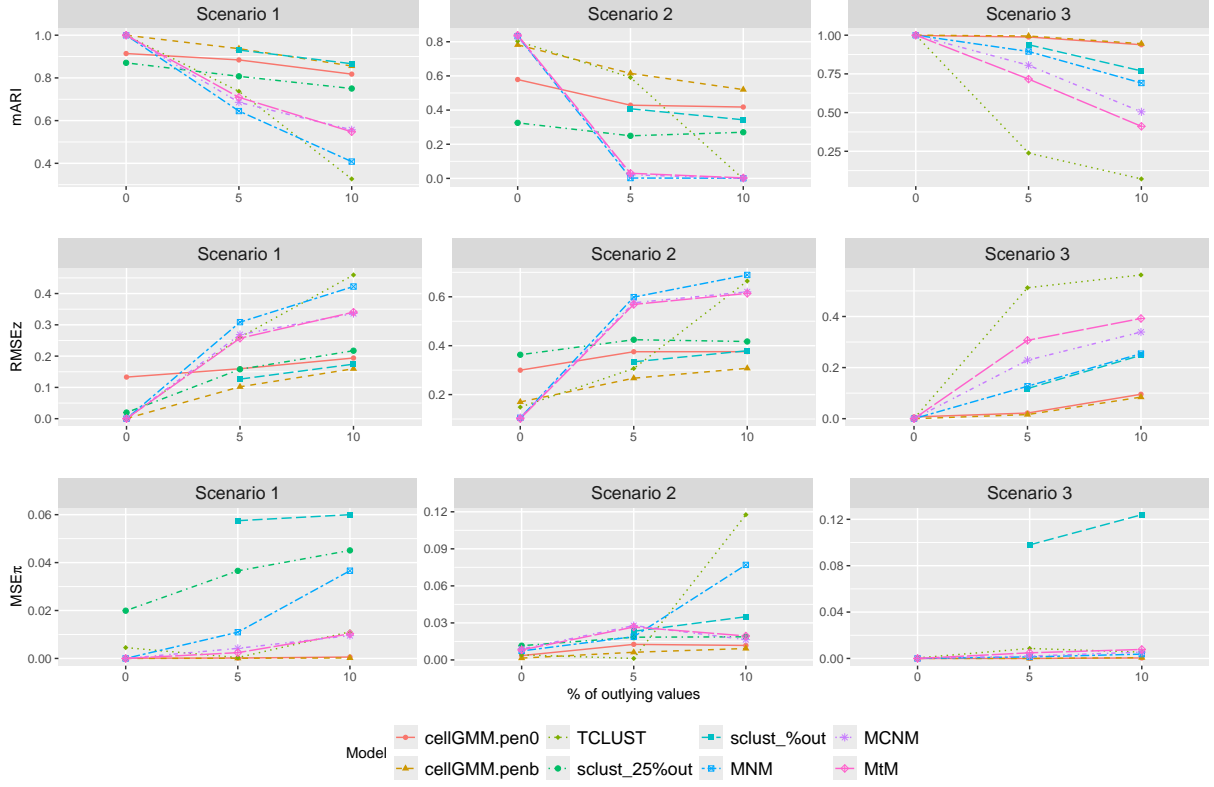 Scenario 1 Scenario 2 Scenario 3
mARI
1.0
0.8
0.6
0.4
0.8
0.6
0.4
0.2
0.0
1.00
0.75
0.50
0.25
0 5 10 0 5 10 0 5 10
Scenario 1 Scenario 2 Scenario 3
RMSEz
0.4
0.3
0.2
0.1
0.0
0.6
0.4
0.2
0.4
0.2
0.0
0 5 10 0 5 10 0 5 10
Scenario 1 Scenario 2 Scenario 3
MSEπ
0.06
0.04
0.02
0.00
0.12
0.09
0.06
0.03
0.00
0.12
0.08
0.04
0.00
0 5 10 0 5 10 0 5 10
% of outlying values
Model
cellGMM.pen0 TCLUST sclust_%out MCNM
cellGMM.penb sclust_25%out MNM MtM